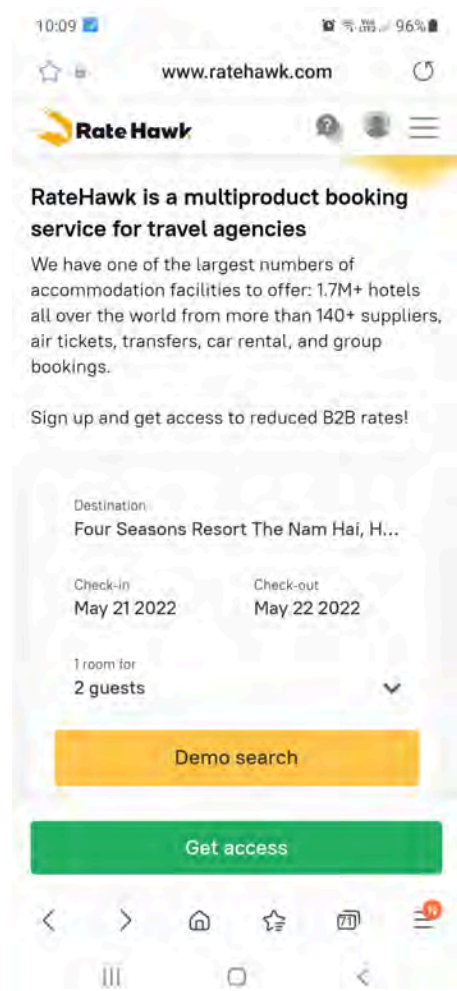 10:09
96%
www.ratehawk.com
Rate Hawk
RateHawk is a multiproduct booking
service for travel agencies
We have one of the largest numbers of
accommodation facilities to offer: 1.7M+ hotels
all over the world from more than 140+ suppliers,
air tickets, transfers, car rental, and group
bookings.
Sign up and get access to reduced B2B rates!
Destination
Four Seasons Resort The Nam Hai, H...
Check-in
Check-out
May 21 2022
May 22 2022
1 room for
2 guests
Demo search
Get access
71
N